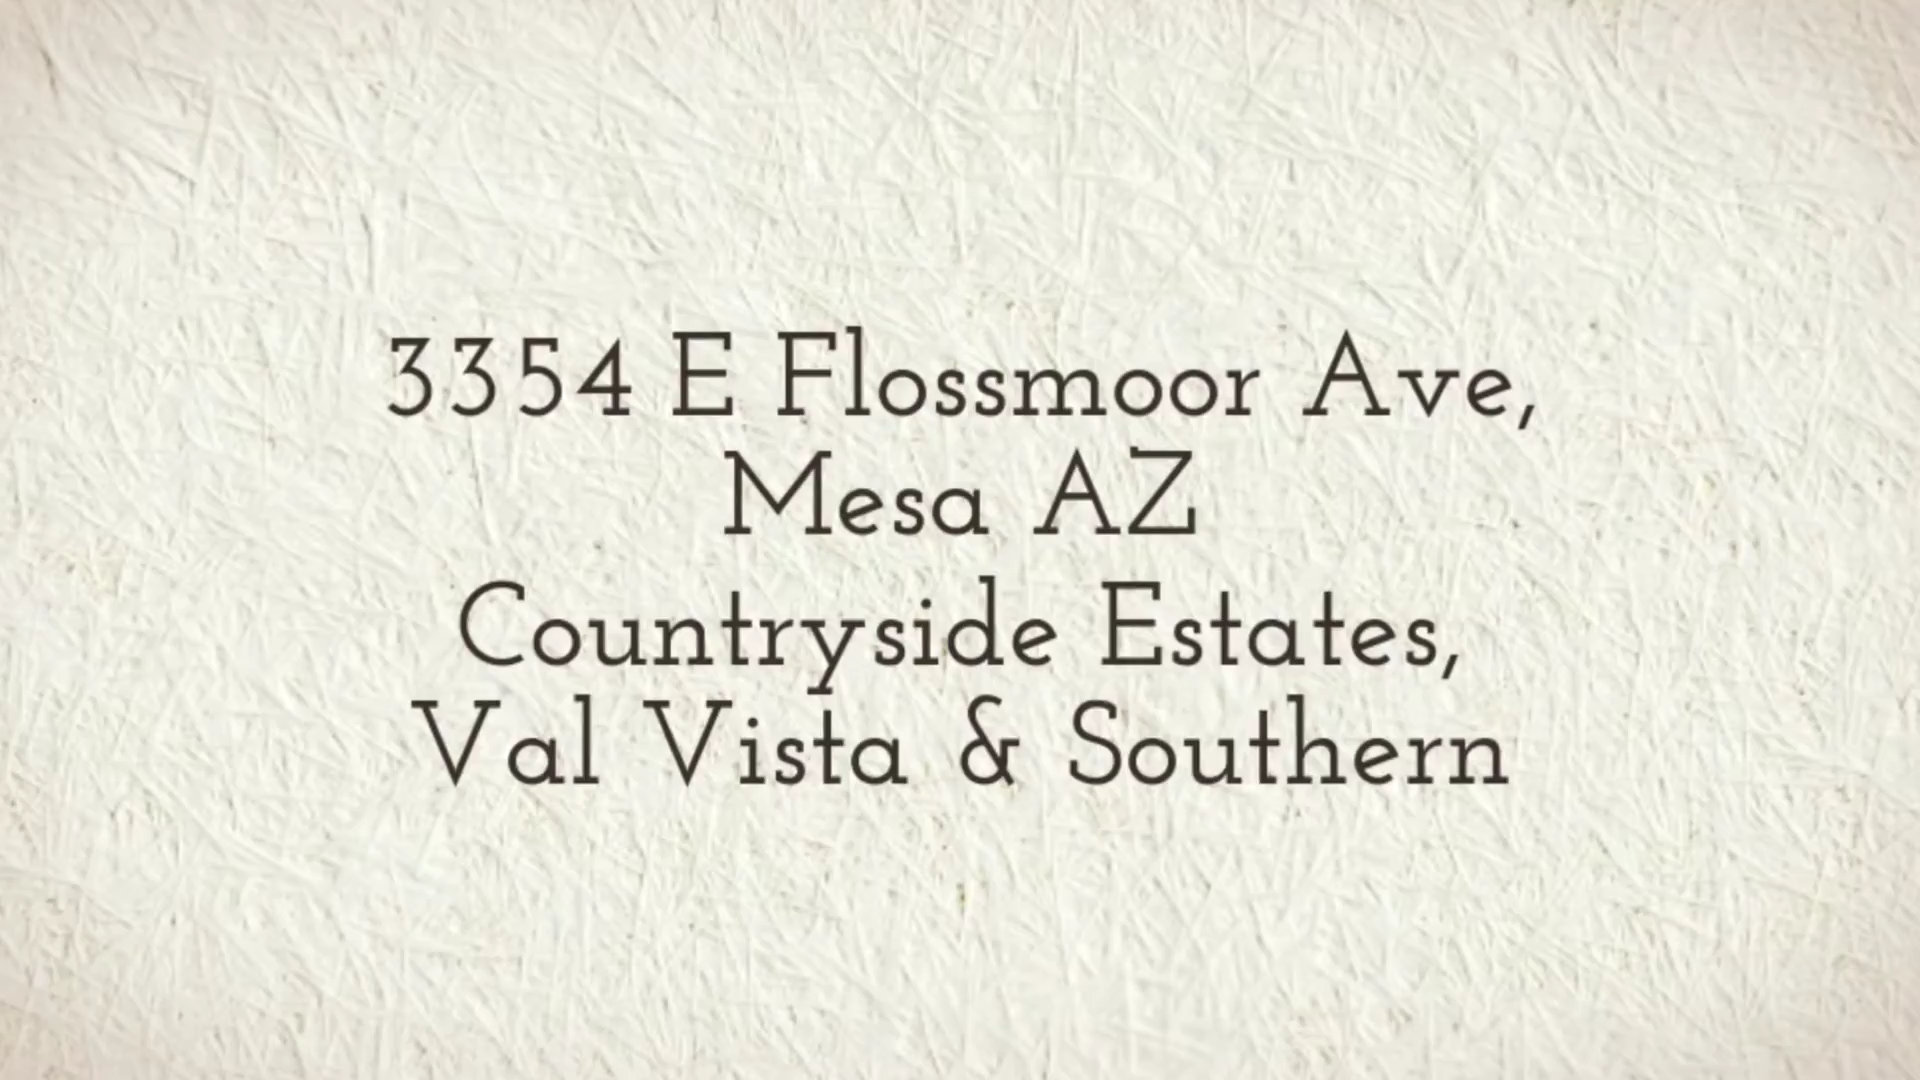 3354 E Flossmoor Ave,
Mesa AZ
Countryside Estates,
Val Vista & Southern